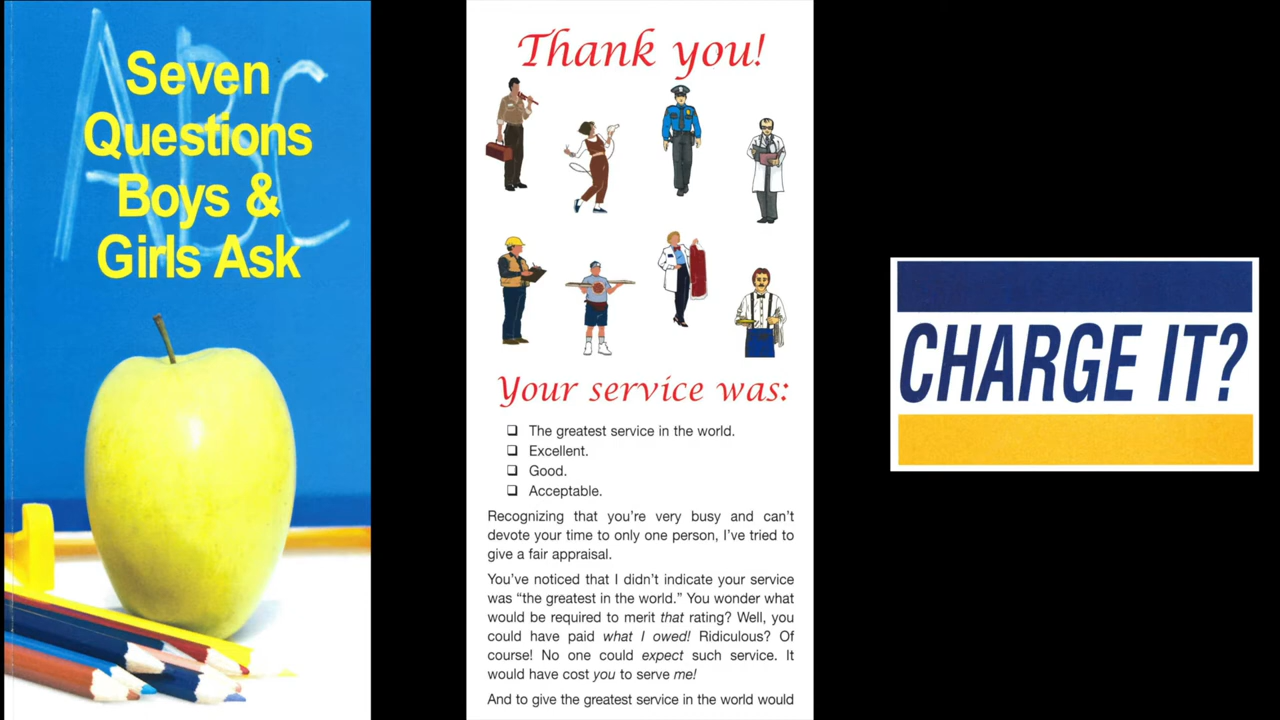 ABC
Seven
Questions
Boys &
Girls Ask
Thank you!
Your service was:
❑ The greatest service in the world.
❑ Excellent.
❑ Good.
❑ Acceptable.
Recognizing that you're very busy and can't
devote your time to only one person, I've tried to
give a fair appraisal.
You've noticed that I didn't indicate your service
was “the greatest in the world.” You wonder what
would be required to merit that rating? Well, you
could have paid what I owed! Ridiculous? Of
course! No one could expect such service. It
would have cost you to serve me!
And to give the greatest service in the world would
CHARGE IT?